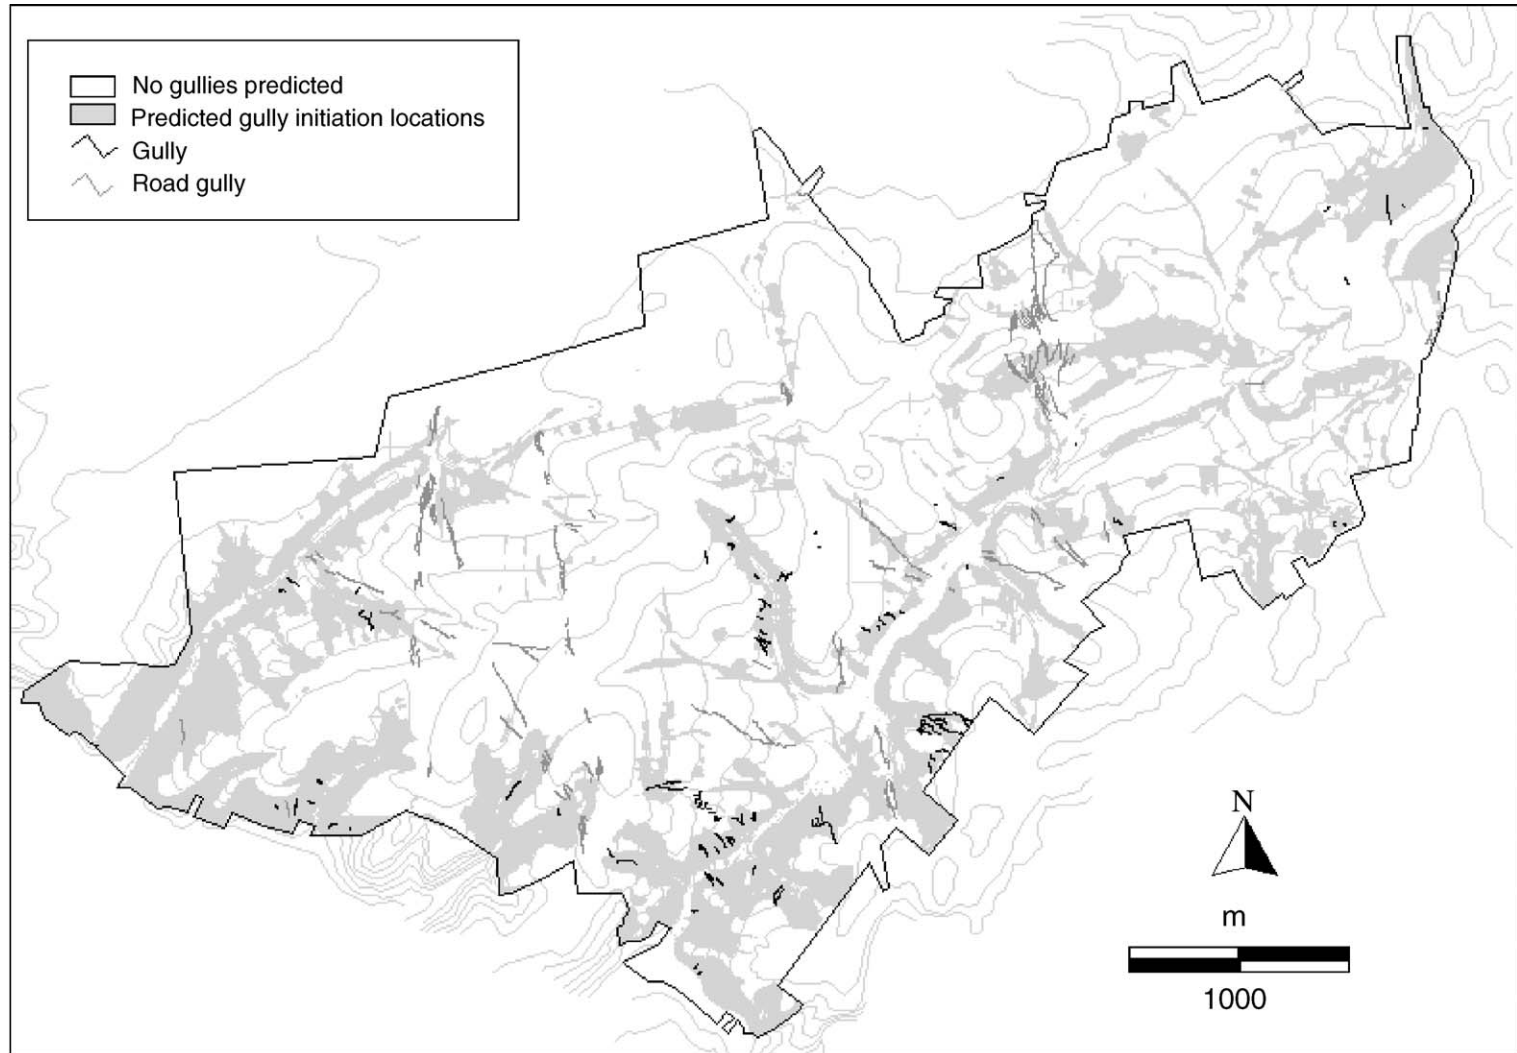 No gullies predicted
Predicted gully initiation locations
Gully
Road gully
N
m
1000